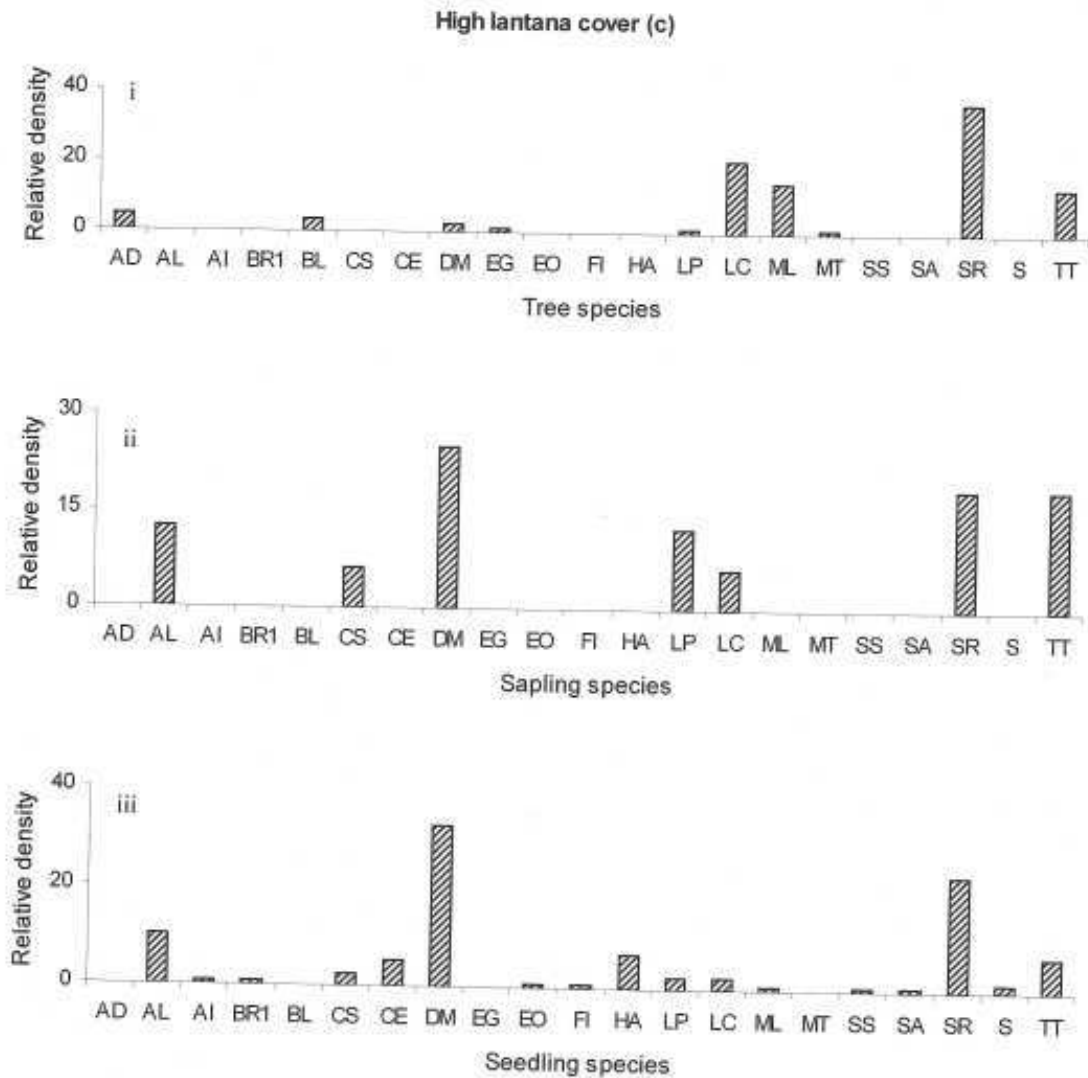 High lantana cover (c)
i
Relative density
40
20
0
AD AL AI BR1 BL CS CE DM EG EO FI HA LP LC ML MT SS SA SR S TT
Tree species
ii
Relative density
30
15
0
AD AL AI BR1 BL CS CE DM EG EO FI HA LP LC ML MT SS SA SR S TT
Sapling species
iii
Relative density
40
20
0
AD AL AI BR1 BL CS CE DM EG EO FI HA LP LC ML MT SS SA SR S TT
Seedling species